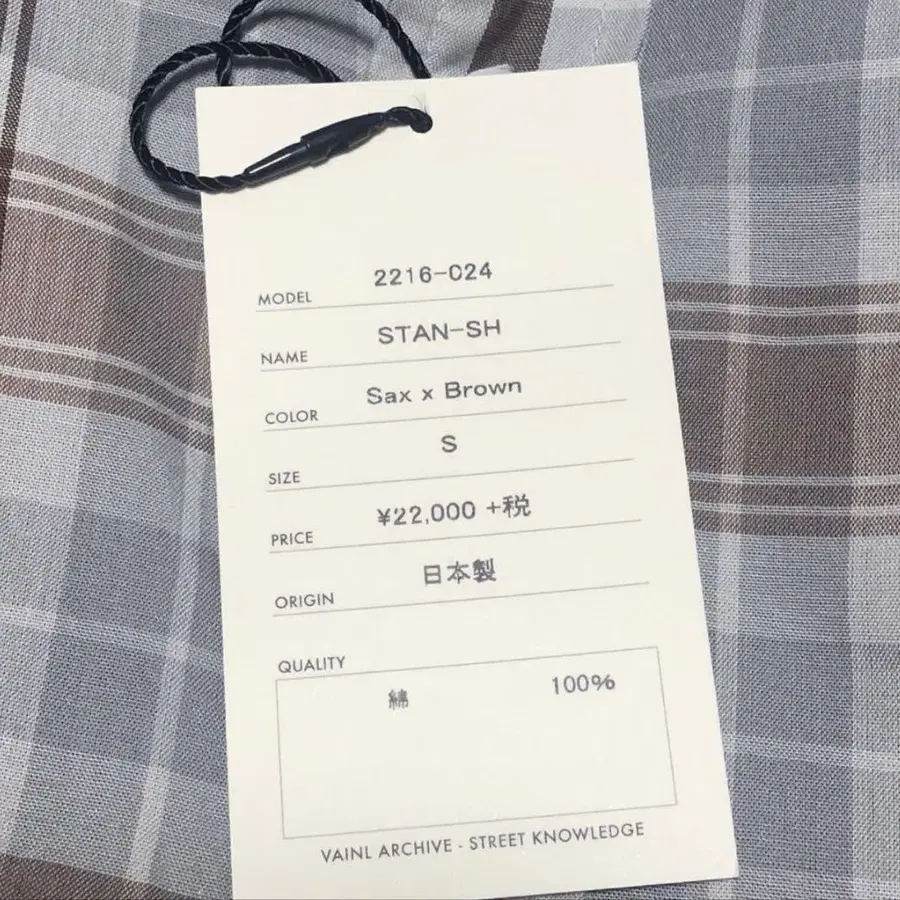 MODEL 2216-024
NAME STAN-SH
COLOR Sax x Brown
SIZE S
PRICE ¥22,000 +税
ORIGIN 日本製
QUALITY
綿 100%
VAINL ARCHIVE - STREET KNOWLEDGE